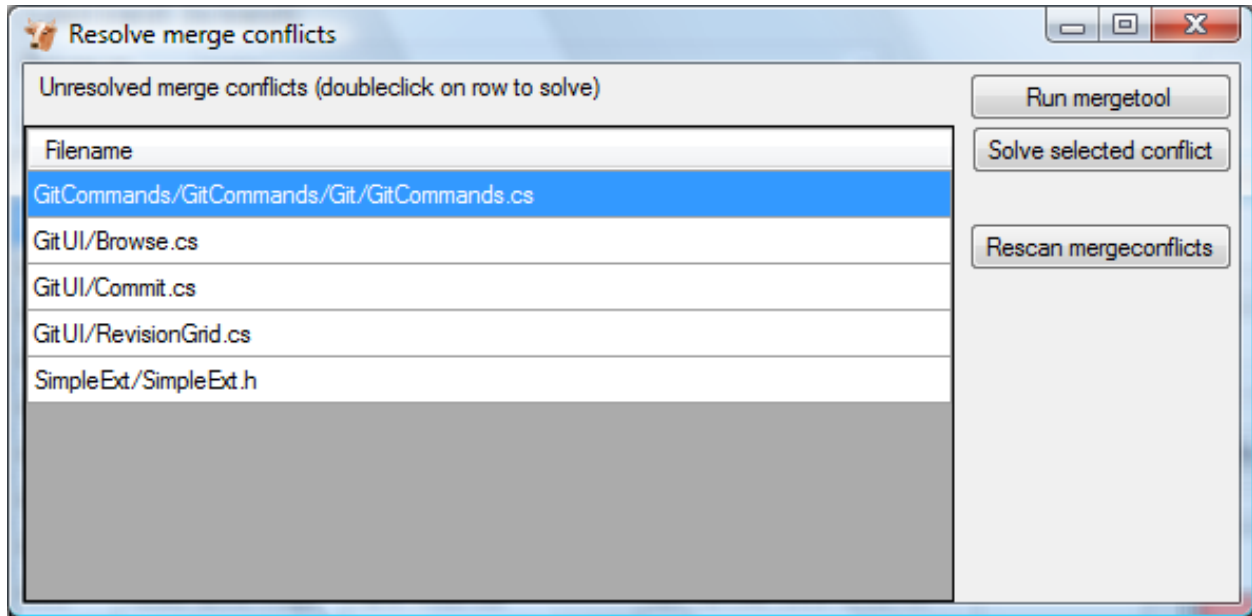 Resolve merge conflicts
Unresolved merge conflicts (doubleclick on row to solve)
Run mergetool
Filename
Solve selected conflict
GitCommands/GitCommands/Git/GitCommands.cs
GitUI/Browse.cs
Rescan mergeconflicts
GitUI/Commit.cs
GitUI/RevisionGrid.cs
SimpleExt/SimpleExt.h